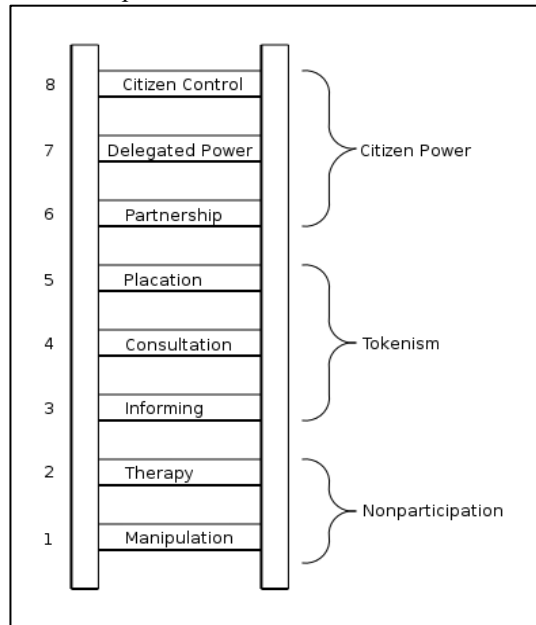 8 Citizen Control
7 Delegated Power
Citizen Power
6 Partnership
5 Placation
4 Consultation
Tokenism
3 Informing
2 Therapy
Nonparticipation
1 Manipulation